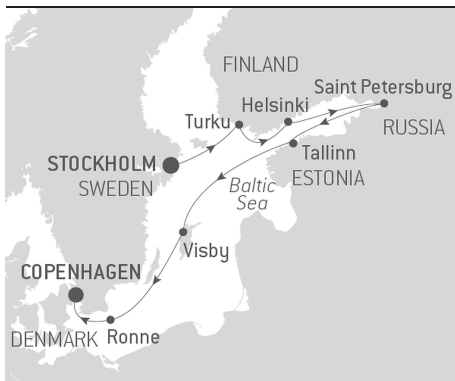 FINLAND
Saint Petersburg
Helsinki
Turku
RUSSIA
Tallinn
STOCKHOLM
SWEDEN
ESTONIA
Baltic
Sea
Visby
COPENHAGEN
DENMARK
Ronne